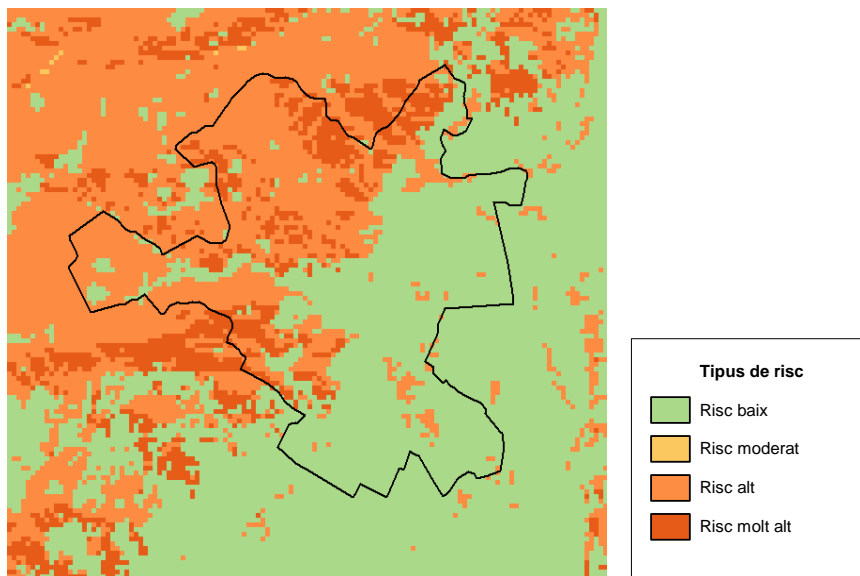 Tipus de risc
Risc baix
Risc moderat
Risc alt
Risc molt alt